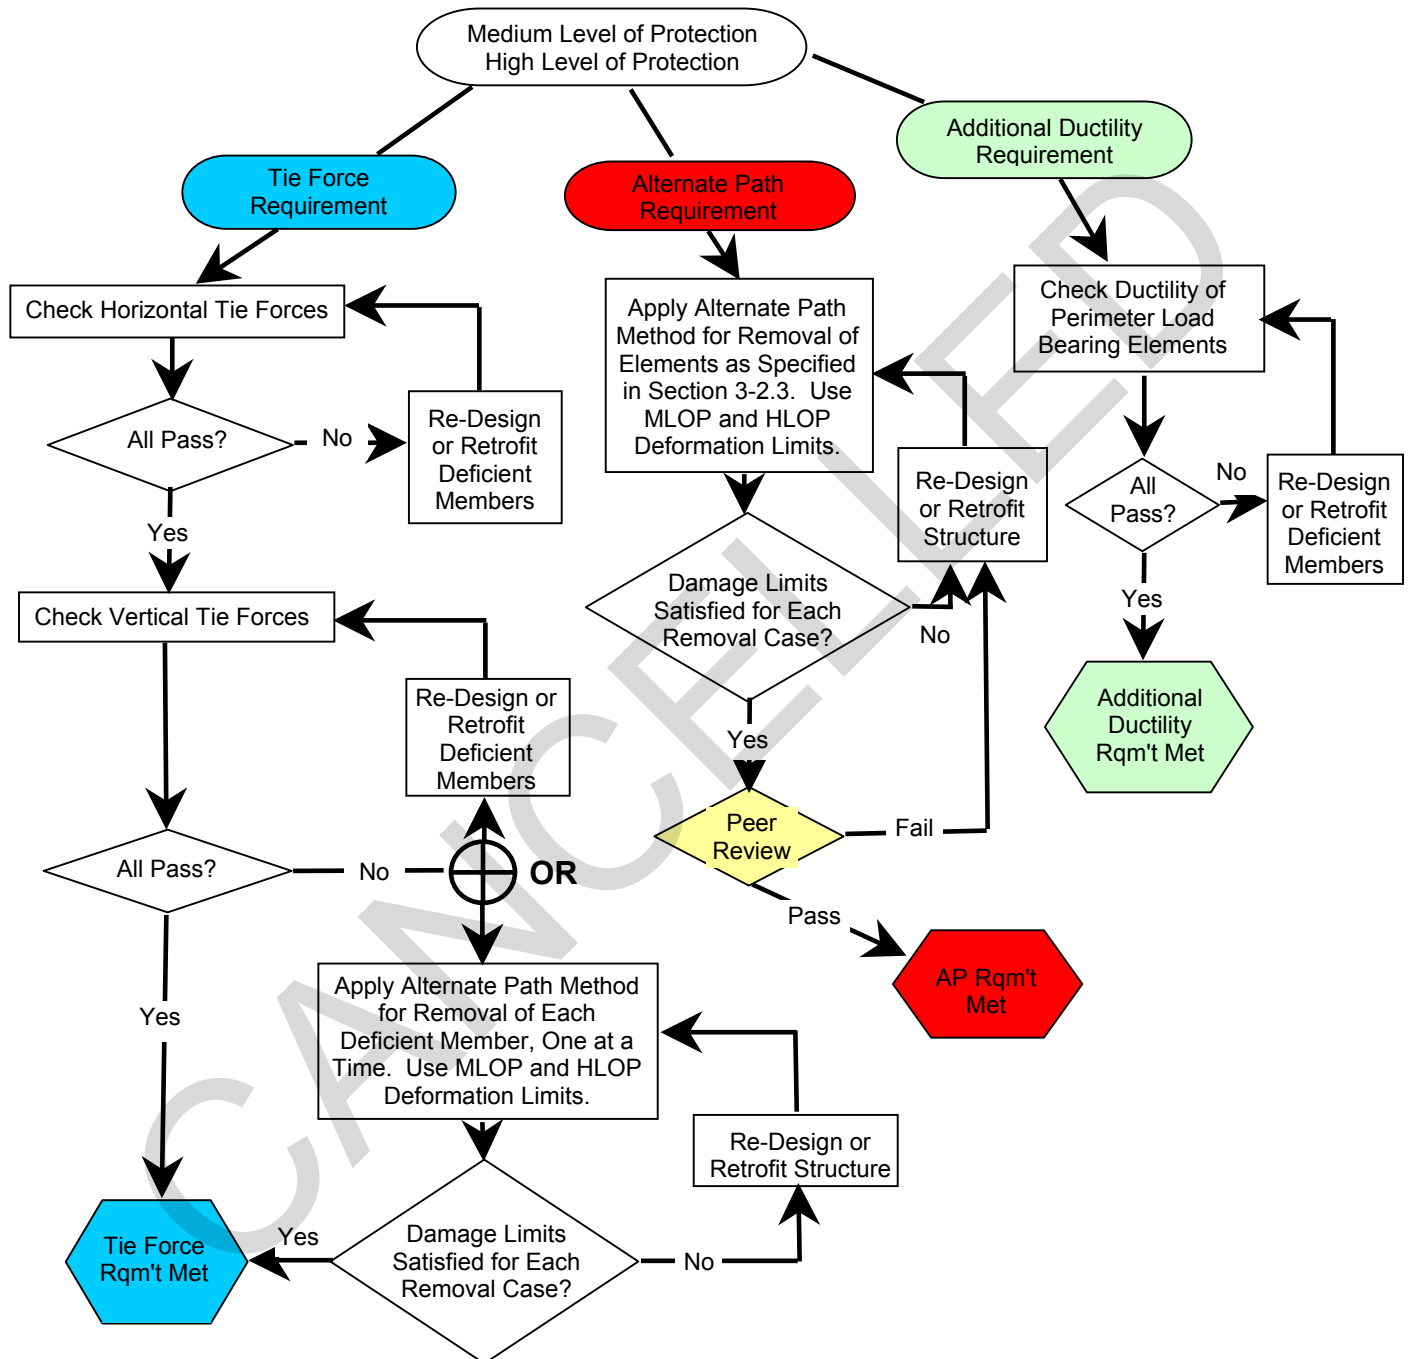 Medium Level of Protection
High Level of Protection
Additional Ductility
Requirement
Tie Force
Requirement
Alternate Path
Requirement
Check Horizontal Tie Forces
Apply Alternate Path
Method for Removal of
Elements as Specified
in Section 3-2.3.  Use
MLOP and HLOP
Deformation Limits.
Check Ductility of
Perimeter Load
Bearing Elements
All Pass?
No
Re-Design
or Retrofit
Deficient
Members
Re-Design
or Retrofit
Structure
All
Pass?
No
Re-Design
or Retrofit
Deficient
Members
Yes
Check Vertical Tie Forces
Damage Limits
Satisfied for Each
Removal Case?
No
Yes
Re-Design or
Retrofit
Deficient
Members
Yes
Additional
Ductility
Rqm't Met
Peer
Review
Fail
All Pass?
No
OR
Pass
AP Rqm't
Met
Yes
Apply Alternate Path Method
for Removal of Each
Deficient Member, One at a
Time.  Use MLOP and HLOP
Deformation Limits.
Re-Design or
Retrofit Structure
Tie Force
Rqm't Met
Yes
Damage Limits
Satisfied for Each
Removal Case?
No
CANCELLED